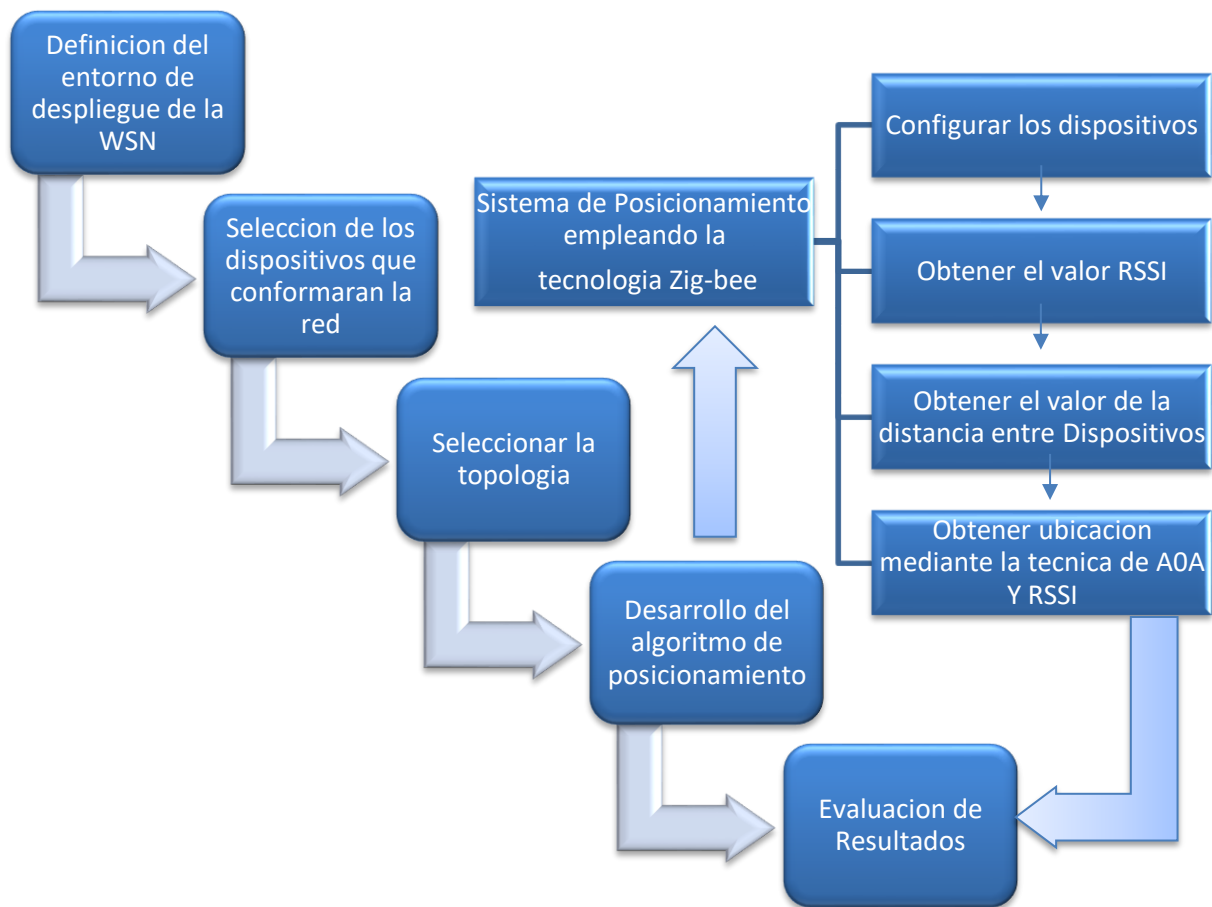 Definicion del
entorno de
despliegue de la
WSN
Seleccion de los
dispositivos que
conformaran la
red
Seleccionar la
topologia
Desarrollo del
algoritmo de
posicionamiento
Evaluacion de
Resultados
Sistema de Posicionamiento
empleando la
tecnologia Zig-bee
Configurar los dispositivos
Obtener el valor RSSI
Obtener el valor de la
distancia entre Dispositivos
Obtener ubicacion
mediante la tecnica de A0A
Y RSSI